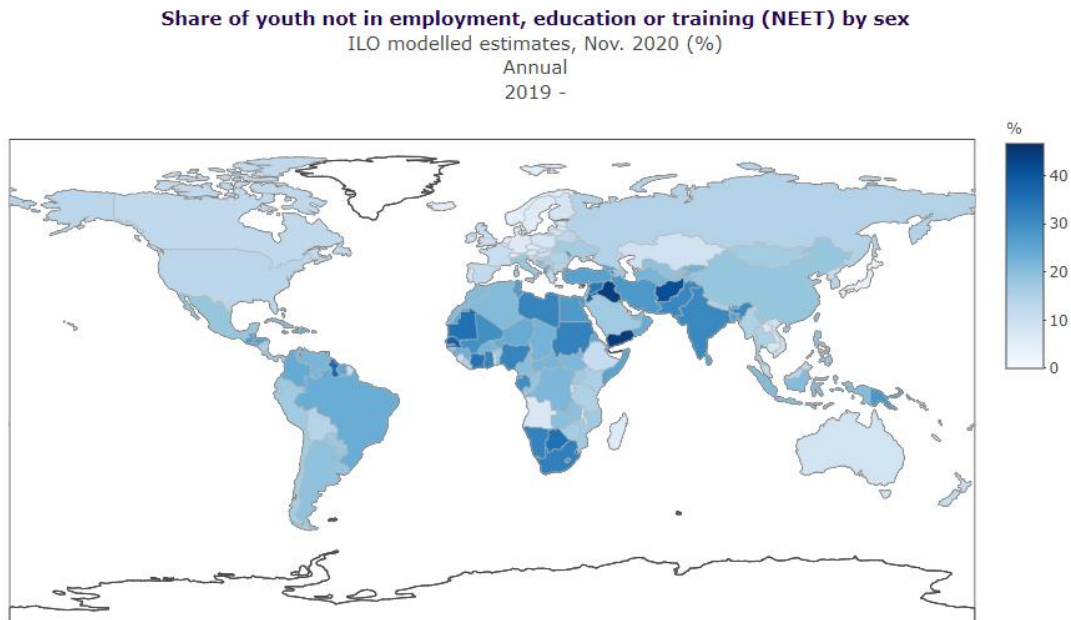 Share of youth not in employment, education or training (NEET) by sex
ILO modelled estimates, Nov. 2020 (%)
Annual
2019 -
%
40
30
20
10
0